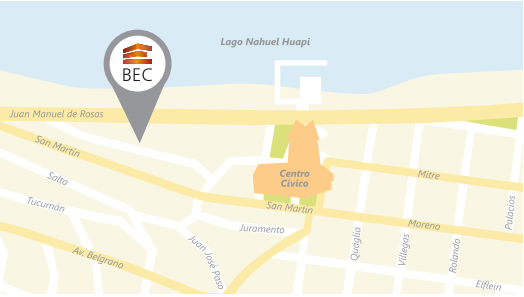 Lago Nahuel Huapi
BEC
Juan Manuel de Rosas
San Martín
Salta
Tucumán
Av. Belgrano
Juan José Paso
Juramento
San Martín
Centro
Cívico
Mitre
Moreno
Quaglia
Villegas
Rolando
Palacios
Elflein